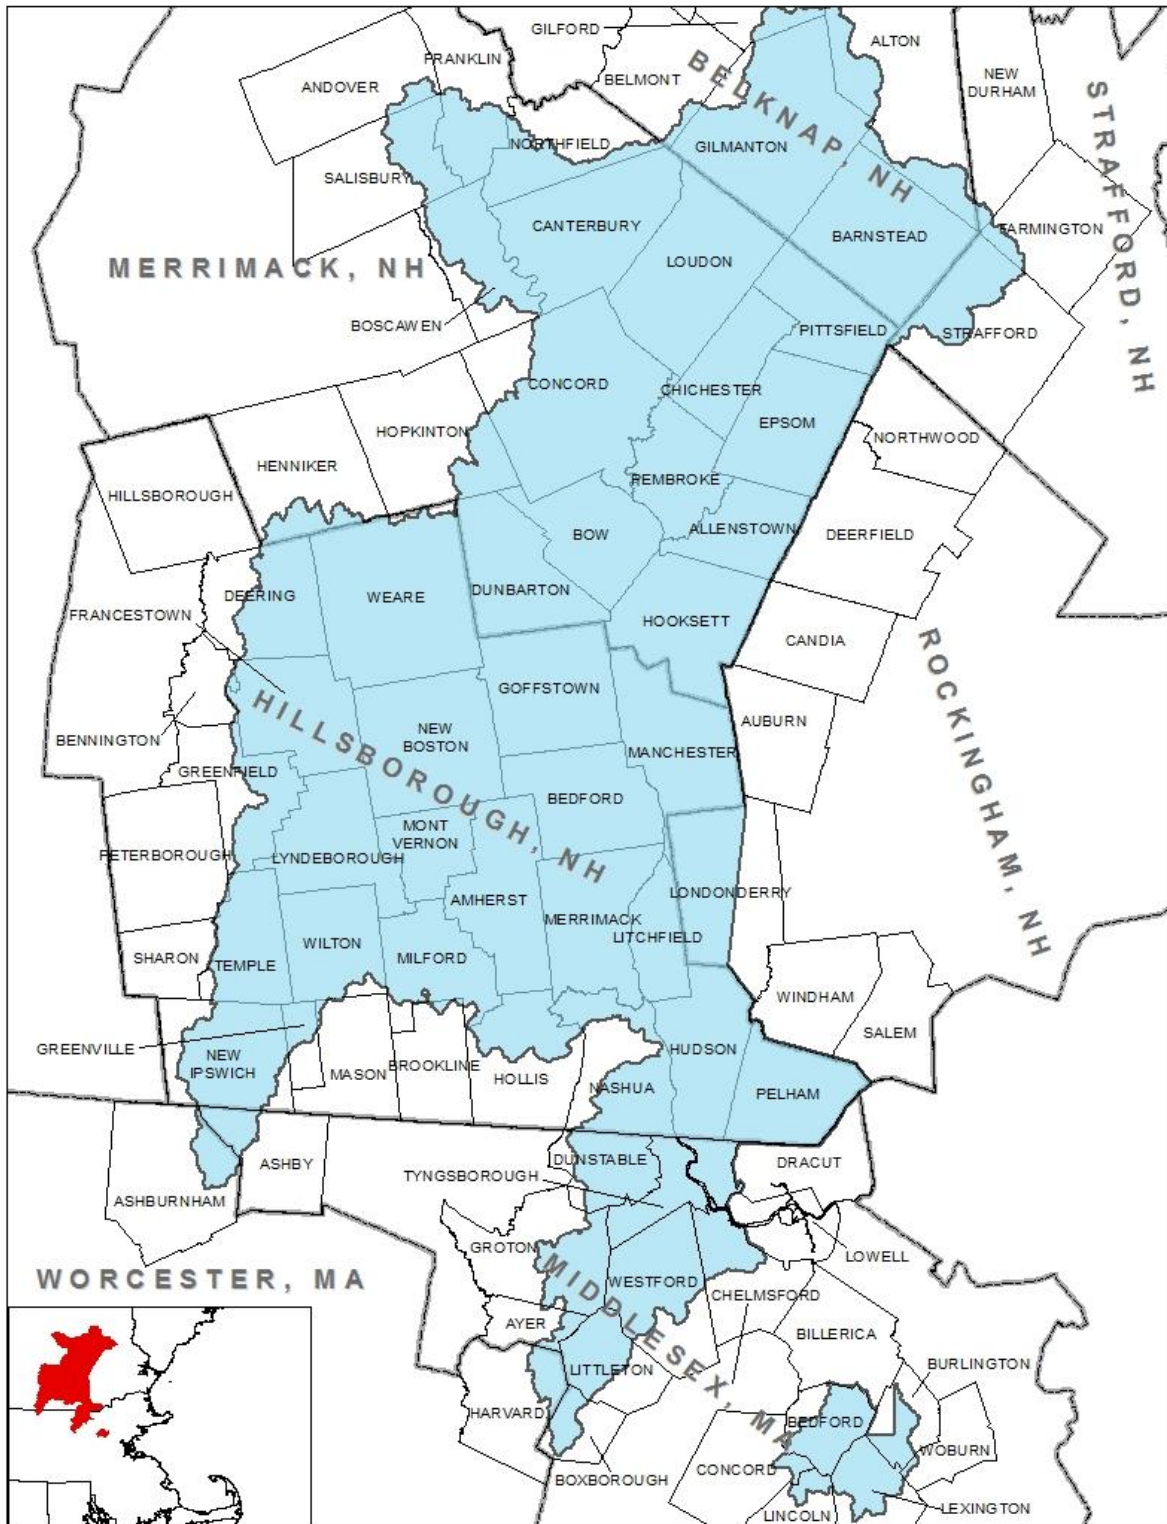 GILFORD
ALTON
FRANKLIN
BELMONT
ANDOVER
NEW
DURHAM
BELKNAP, NH
STRAFFORD, NH
NORTHFIELD
GILMANTON
SALISBURY
CANTERBURY
BARNSTEAD
FARMINGTON
LOUDON
MERRIMACK, NH
BOSCAWEN
PITTSFIELD
STRAFFORD
CONCORD
CHICHESTER
EPSOM
HOPKINTON
NORTHWOOD
HENNIKER
HILLSBOROUGH
PEMBROKE
BOW
ALLENSTOWN
DEERFIELD
DEERING
WEARE
DUNBARTON
FRANCESTOWN
HOOKSETT
CANDIA
ROCKINGHAM, NH
GOFFSTOWN
HILLSBOROUGH, NH
AUBURN
NEW
BOSTON
BENNINGTON
MANCHESTER
GREENFIELD
BEDFORD
MONT
VERNON
PETERBOROUGH
LYNDEBOROUGH
LONDONDERRY
AMHERST
MERRIMACK
LITCHFIELD
WILTON
SHARON
TEMPLE
MILFORD
WINDHAM
SALEM
GREENVILLE
HUDSON
NEW
IPSWICH
MASON
BROOKLINE
HOLLIS
NASHUA
PELHAM
DUNSTABLE
ASHBY
DRACUT
TYNGSBOROUGH
ASHBURNHAM
GROTON
LOWELL
WORCESTER, MA
MIDDLESEX, MA
WESTFORD
CHELMSFORD
AYER
BILLERICA
LITTLETON
BURLINGTON
HARVARD
BEDFORD
WOBURN
CONCORD
BOXBOROUGH
LEXINGTON
LINCOLN